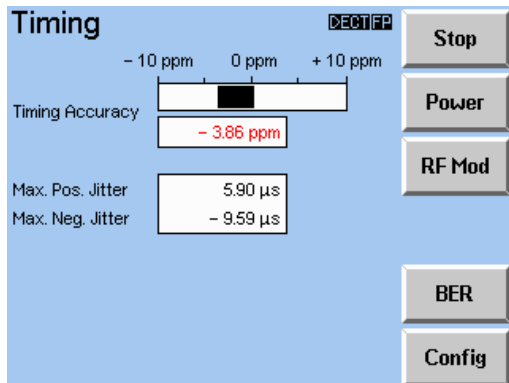 Timing
DECT FP
– 10 ppm 0 ppm + 10 ppm
Timing Accuracy
– 3.86 ppm
Max. Pos. Jitter 5.90 µs
Max. Neg. Jitter – 9.59 µs
Stop
Power
RF Mod
BER
Config